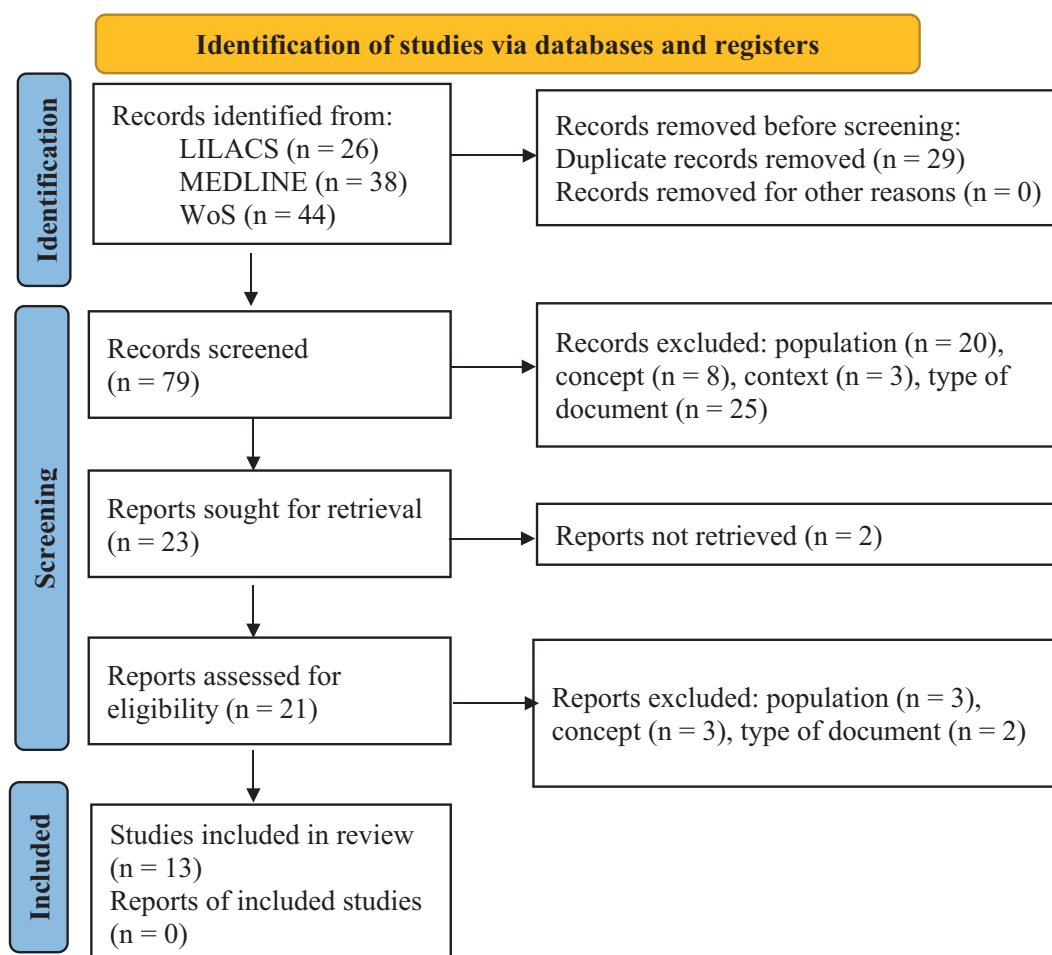 Identification of studies via databases and registers
Identification
Records identified from:
LILACS (n = 26)
MEDLINE (n = 38)
WoS (n = 44)
Records removed before screening:
Duplicate records removed (n = 29)
Records removed for other reasons (n = 0)
Screening
Records screened
(n = 79)
Records excluded: population (n = 20),
concept (n = 8), context (n = 3), type of
document (n = 25)
Reports sought for retrieval
(n = 23)
Reports not retrieved (n = 2)
Reports assessed for
eligibility (n = 21)
Reports excluded: population (n = 3),
concept (n = 3), type of document (n = 2)
Included
Studies included in review
(n = 13)
Reports of included studies
(n = 0)